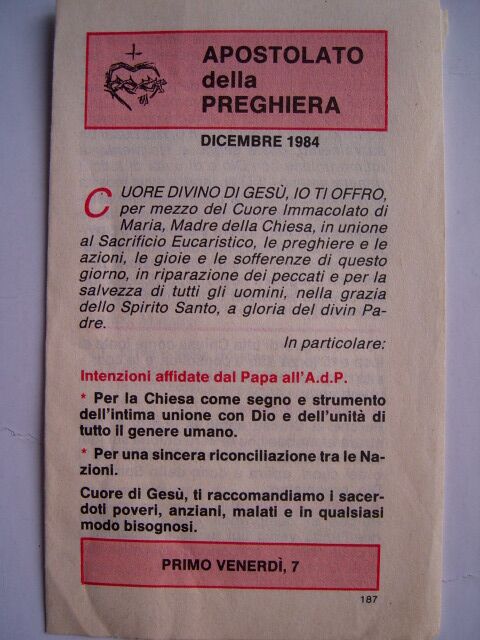 APOSTOLATO
della
PREGHIERA
DICEMBRE 1984
CUORE DIVINO DI GESÙ, IO TI OFFRO,
per mezzo del Cuore Immacolato di
Maria, Madre della Chiesa, in unione
al Sacrificio Eucaristico, le preghiere e le
azioni, le gioie e le sofferenze di questo
giorno, in riparazione dei peccati e per la
salvezza di tutti gli uomini, nella grazia
dello Spirito Santo, a gloria del divin Pa-
dre.
In particolare:
Intenzioni affidate dal Papa all'A.d.P.
* Per la Chiesa come segno e strumento
dell'intima unione con Dio e dell'unità di
tutto il genere umano.
* Per una sincera riconciliazione tra le Na-
zioni.
Cuore di Gesù, ti raccomandiamo i sacer-
doti poveri, anziani, malati e in qualsiasi
modo bisognosi.
PRIMO VENERDÌ, 7
187